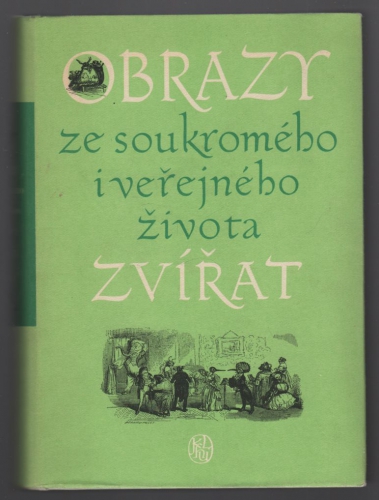 OBRAZY
ze soukromého
i veřejného
života
ZVÍŘAT